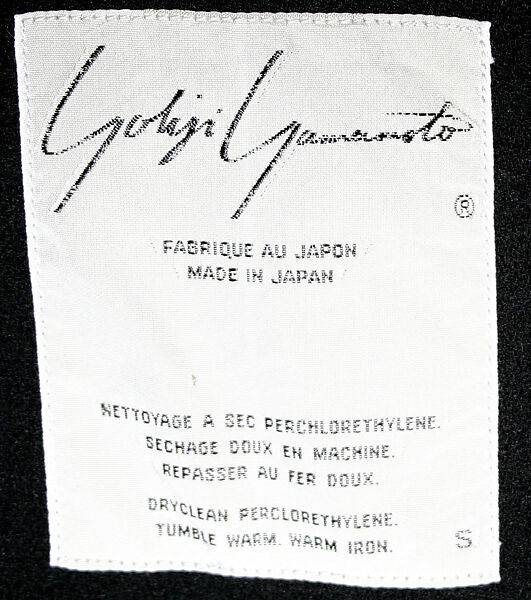 Yohji Yamamoto
®
FABRIQUE AU JAPON
MADE IN JAPAN
NETTOYAGE A SEC PERCHLORETHYLENE.
SECHAGE DOUX EN MACHINE.
REPASSER AU FER DOUX.
DRYCLEAN PERCLORETHYLENE.
TUMBLE WARM. WARM IRON.
S